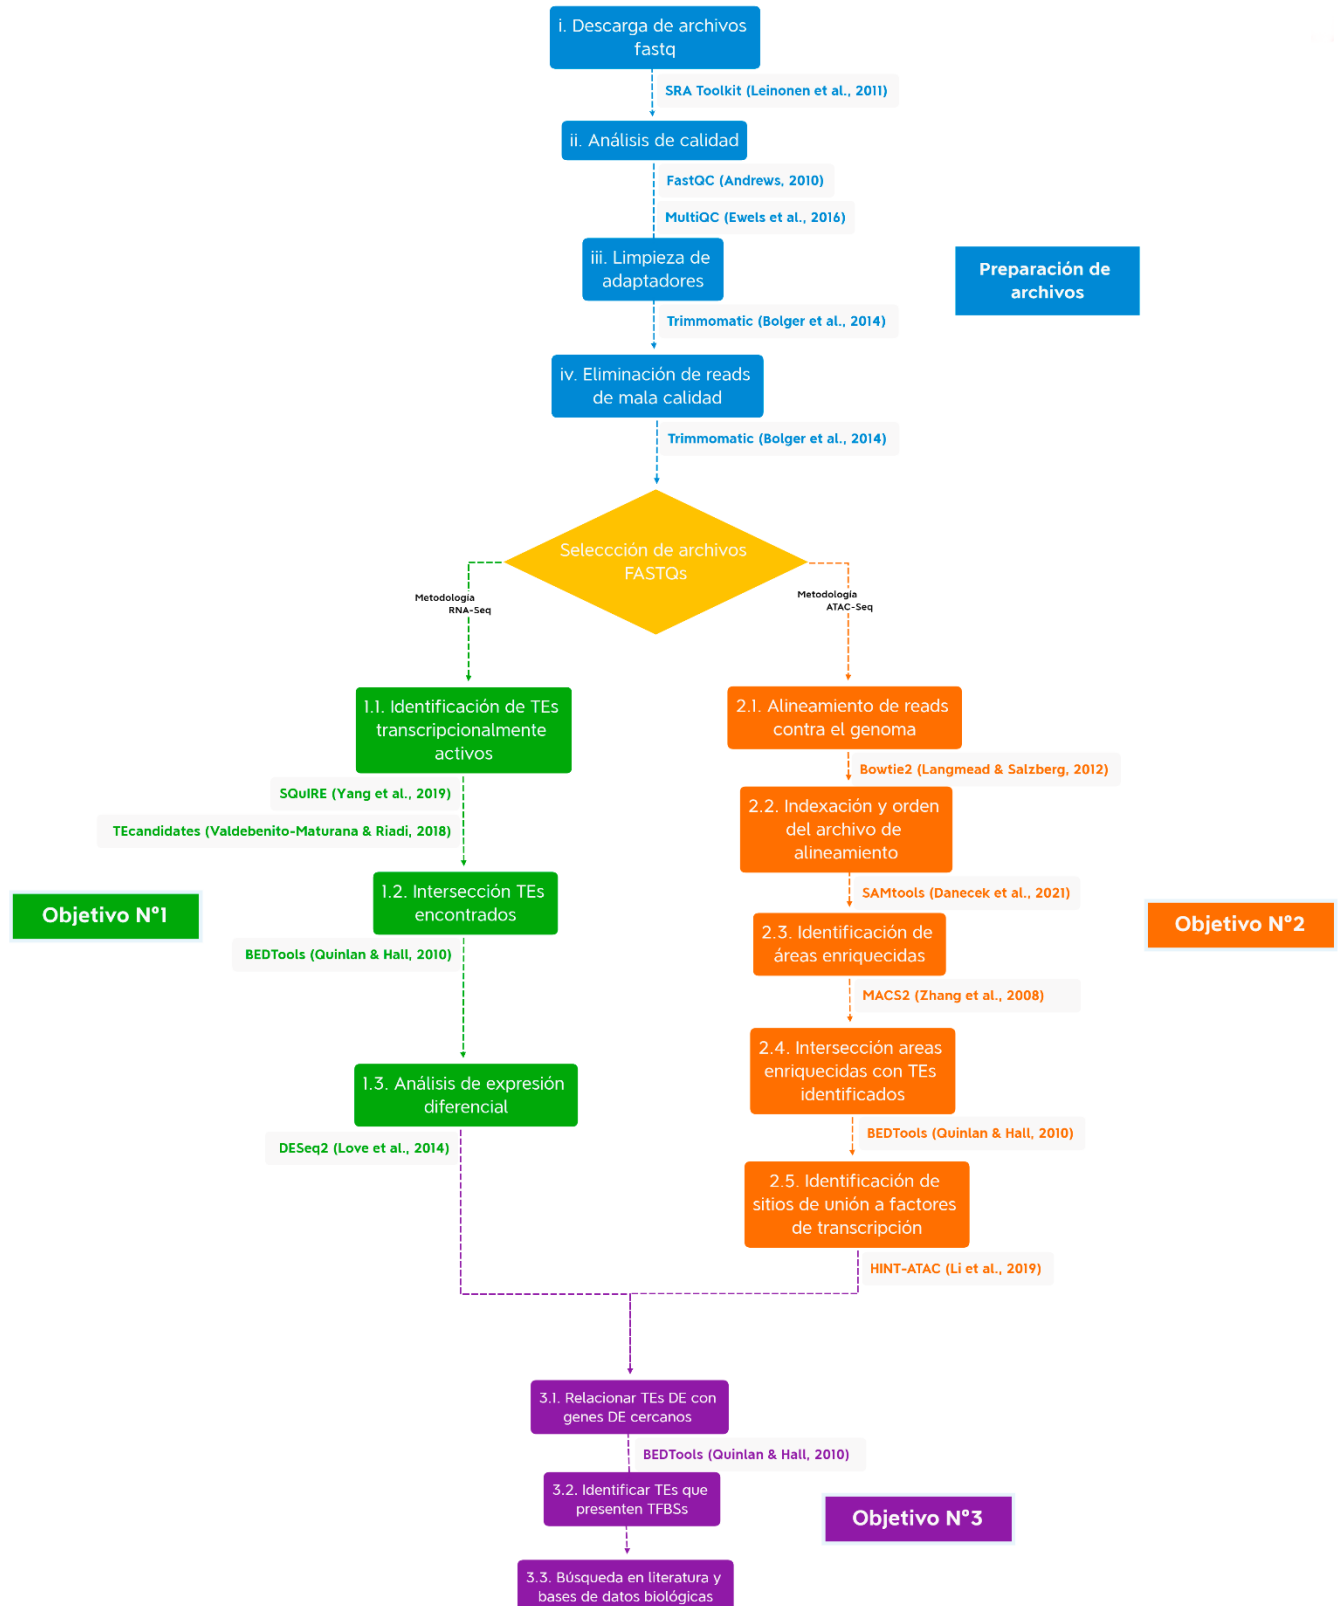 i. Descarga de archivos
fastq
SRA Toolkit (Leinonen et al., 2011)
ii. Análisis de calidad
FastQC (Andrews, 2010)
MultiQC (Ewels et al., 2016)
iii. Limpieza de
adaptadores
Preparación de
archivos
Trimmomatic (Bolger et al., 2014)
iv. Eliminación de reads
de mala calidad
Trimmomatic (Bolger et al., 2014)
Seleccción de archivos
FASTQs
Metodología
RNA-Seq
Metodología
ATAC-Seq
1.1. Identificación de TEs
transcripcionalmente
activos
SQuIRE (Yang et al., 2019)
TEcandidates (Valdebenito-Maturana & Riadi, 2018)
1.2. Intersección TEs
encontrados
Objetivo N°1
BEDTools (Quinlan & Hall, 2010)
1.3. Análisis de expresión
diferencial
DESeq2 (Love et al., 2014)
2.1. Alineamiento de reads
contra el genoma
Bowtie2 (Langmead & Salzberg, 2012)
2.2. Indexación y orden
del archivo de
alineamiento
SAMtools (Danecek et al., 2021)
2.3. Identificación de
áreas enriquecidas
Objetivo N°2
MACS2 (Zhang et al., 2008)
2.4. Intersección areas
enriquecidas con TEs
identificados
BEDTools (Quinlan & Hall, 2010)
2.5. Identificación de
sitios de unión a factores
de transcripción
HINT-ATAC (Li et al., 2019)
3.1. Relacionar TEs DE con
genes DE cercanos
BEDTools (Quinlan & Hall, 2010)
3.2. Identificar TEs que
presenten TFBSs
Objetivo N°3
3.3. Búsqueda en literatura y
bases de datos biológicas